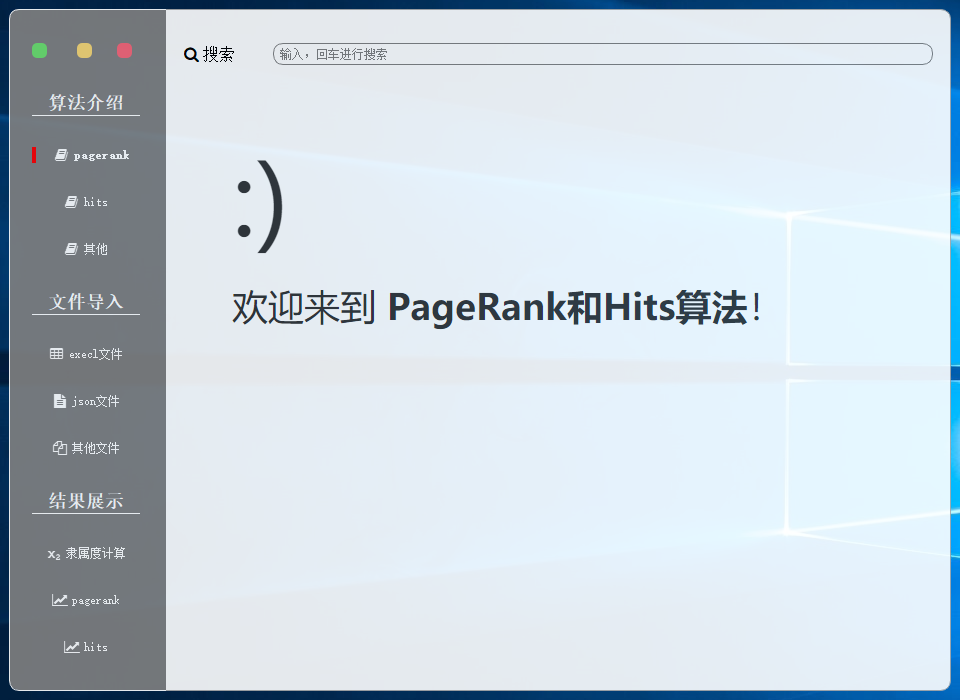 算法介绍
pagerank
hits
其他
文件导入
execl文件
json文件
其他文件
结果展示
x₂ 隶属度计算
pagerank
hits
搜索
输入，回车进行搜索
:)
欢迎来到 PageRank和Hits算法！